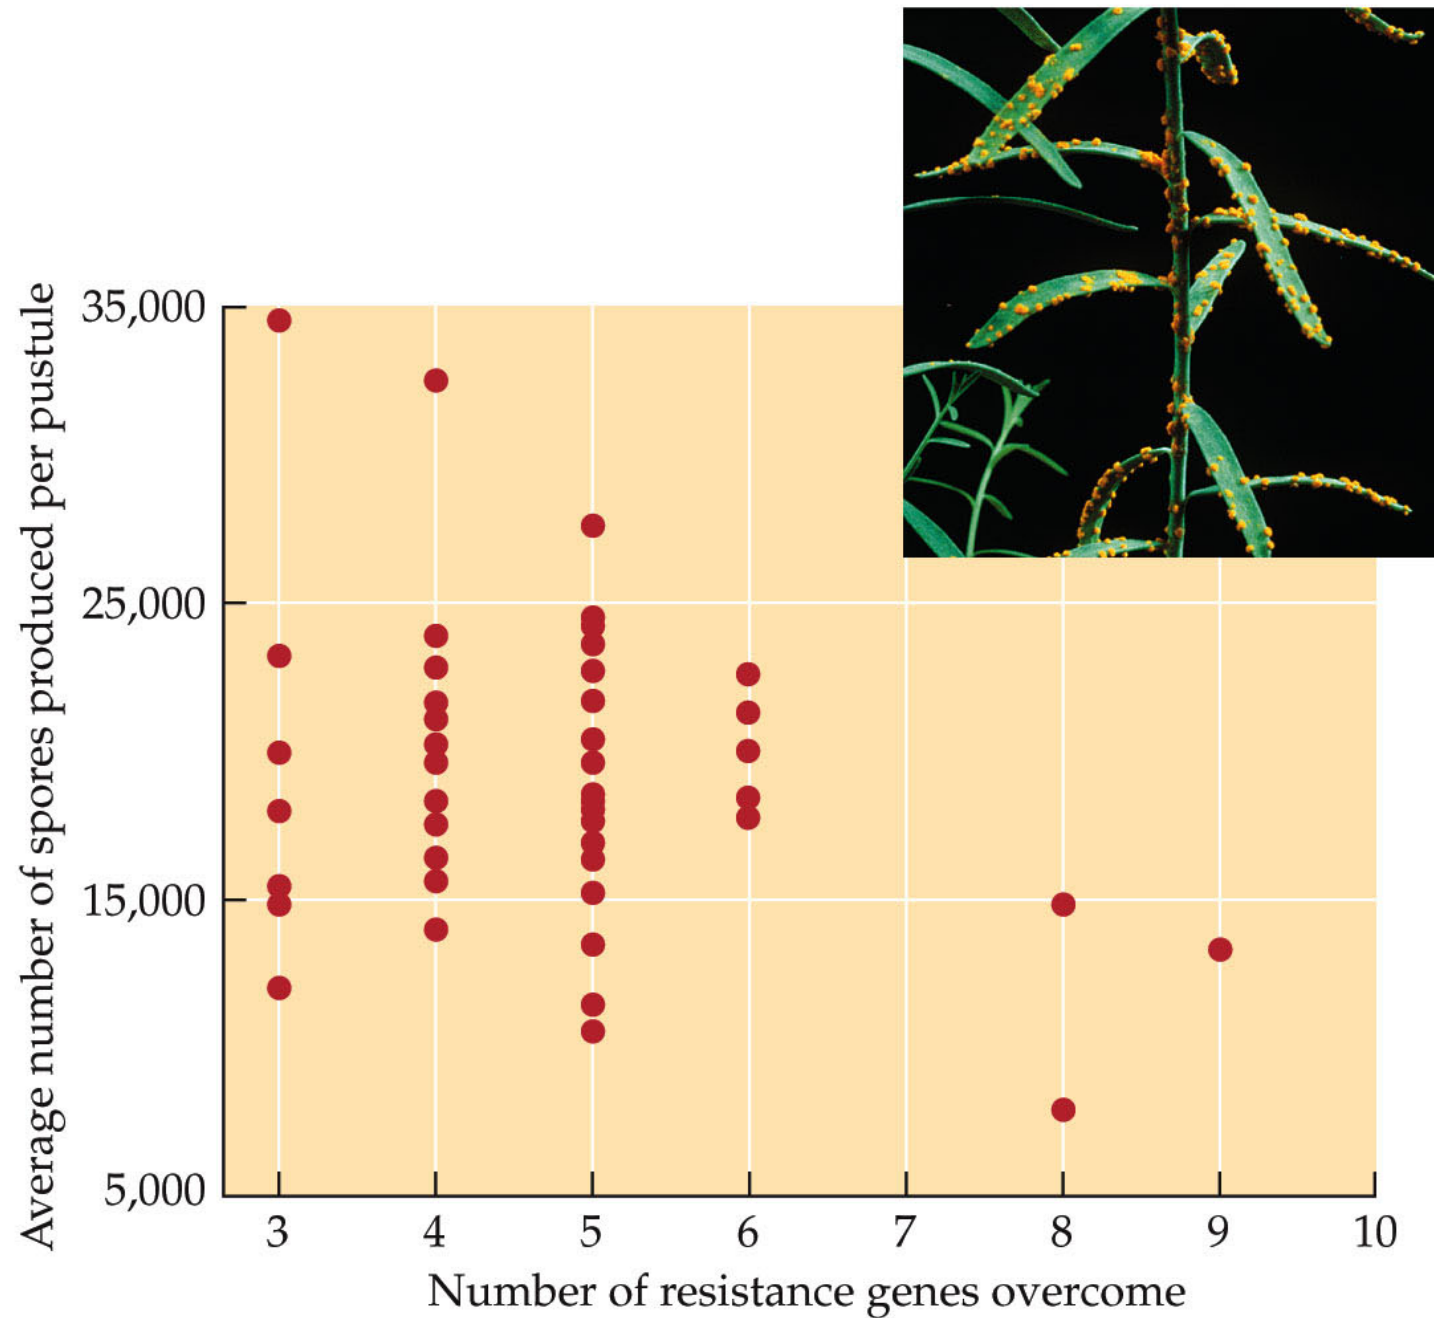 Average number of spores produced per pustule
35,000
25,000
15,000
5,000
3 4 5 6 7 8 9 10
Number of resistance genes overcome